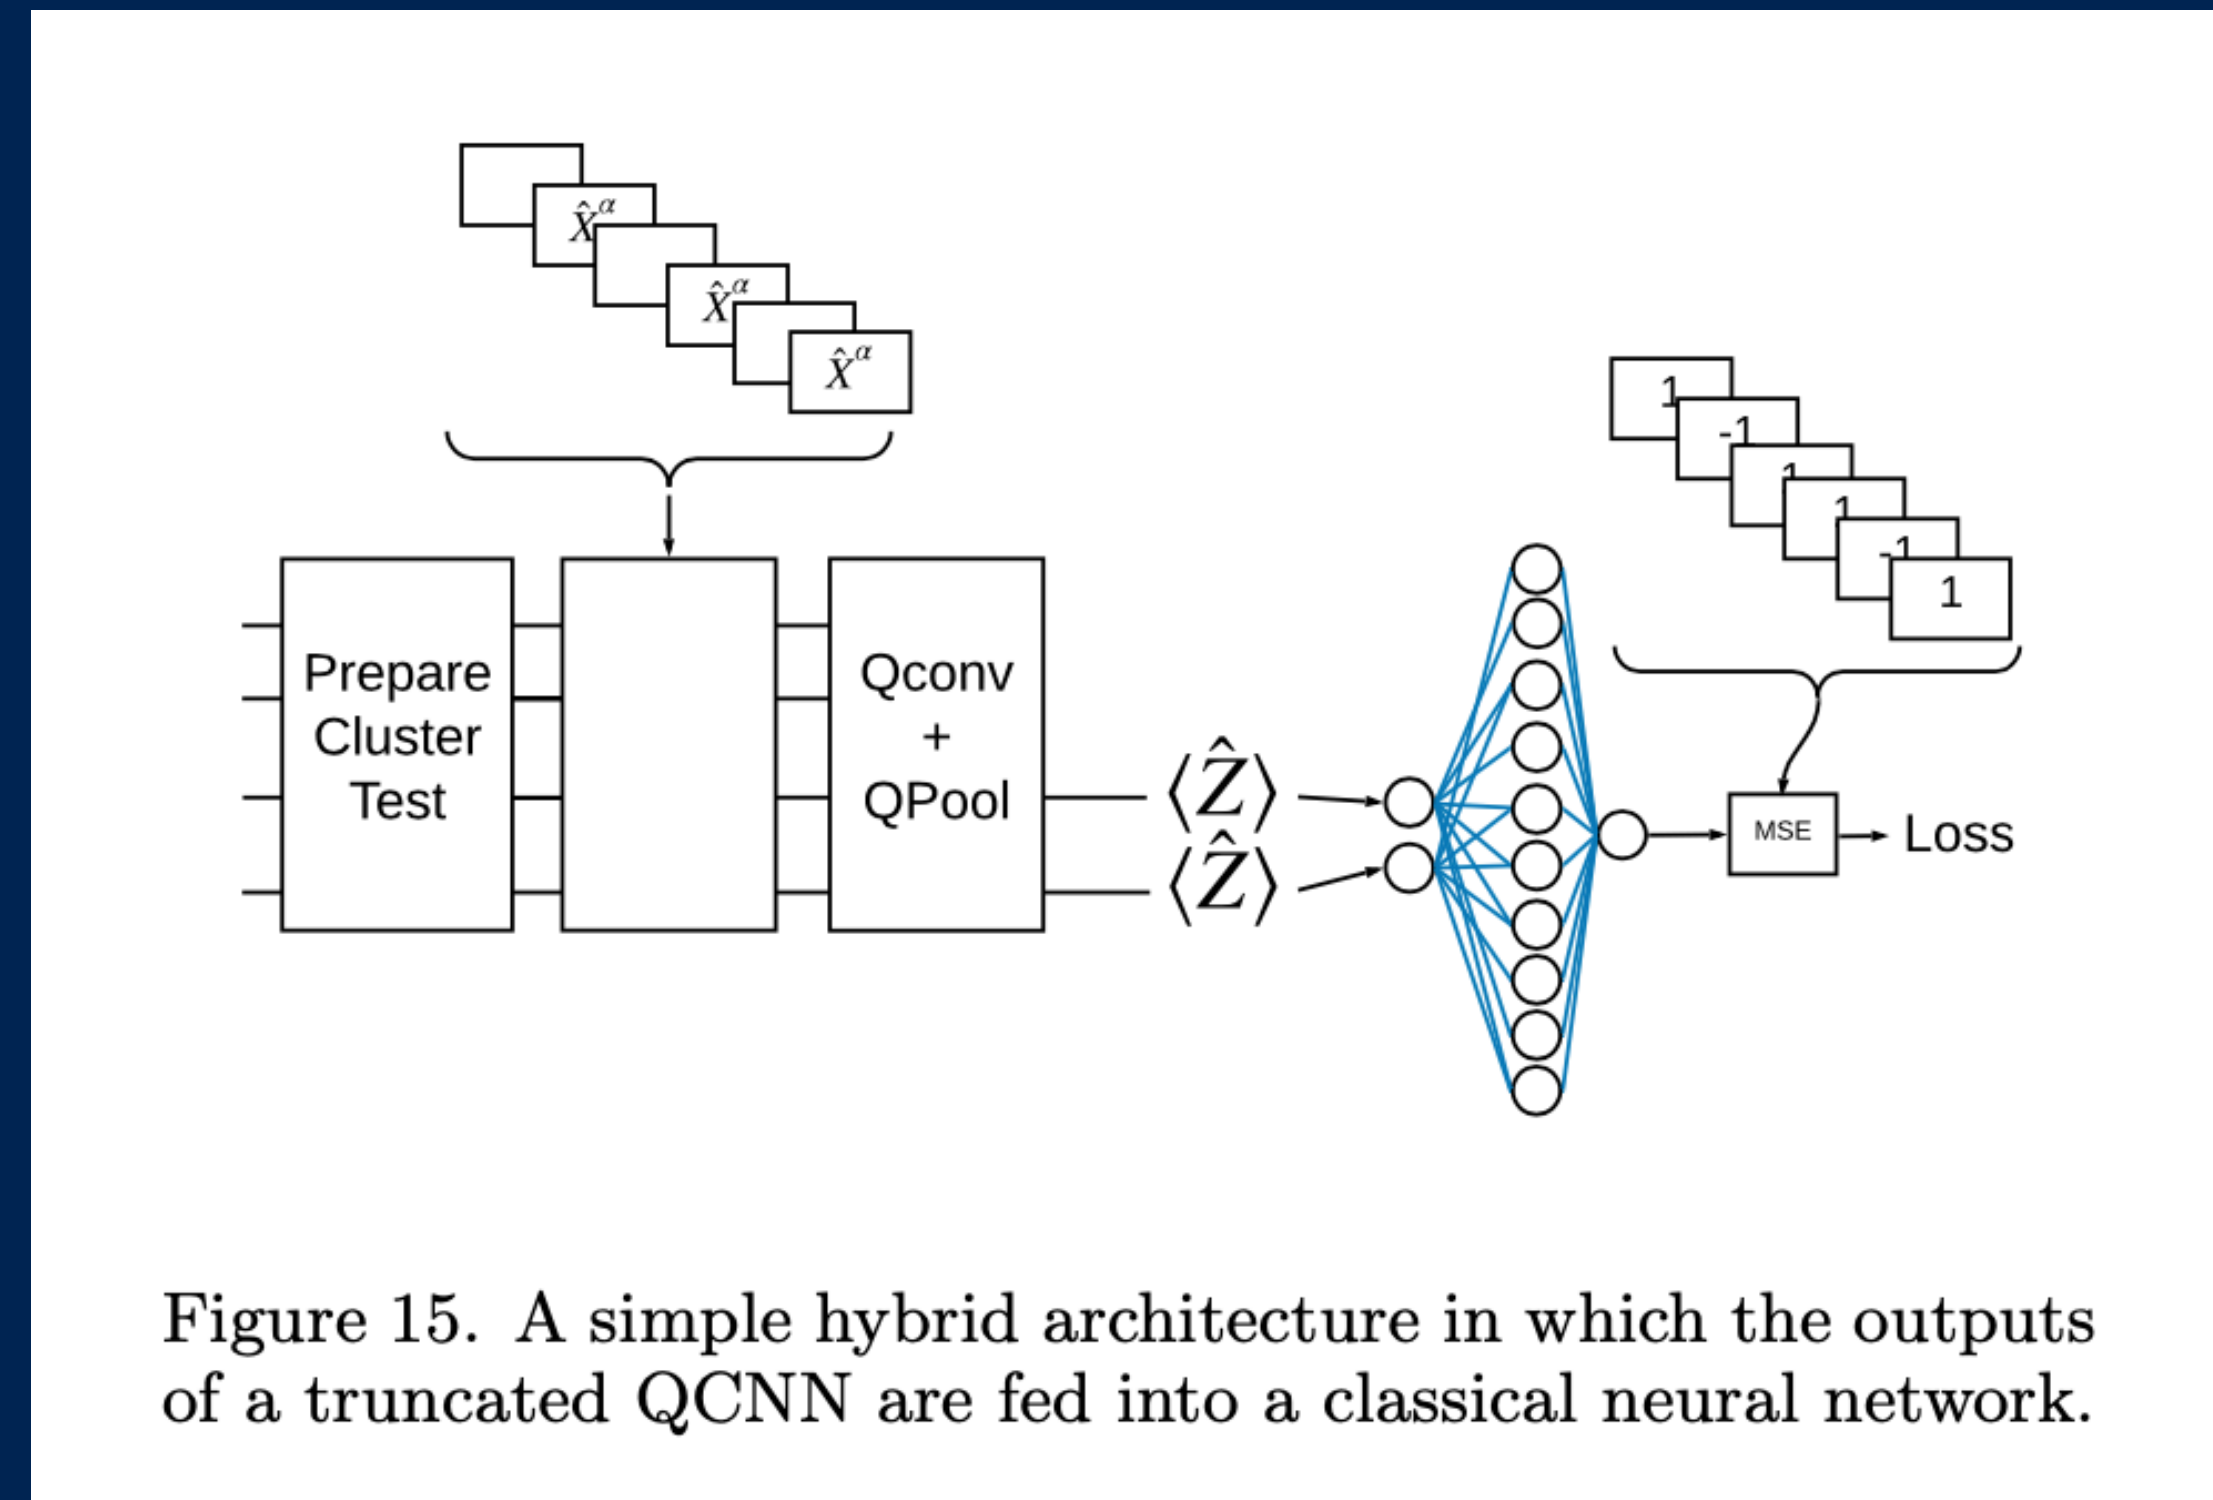 X̂^α
X̂^α
X̂^α
1
-1
1
1
-1
1
Prepare
Cluster
Test
Qconv
+
QPool
⟨Ẑ⟩
⟨Ẑ⟩
MSE
Loss
Figure 15. A simple hybrid architecture in which the outputs
of a truncated QCNN are fed into a classical neural network.